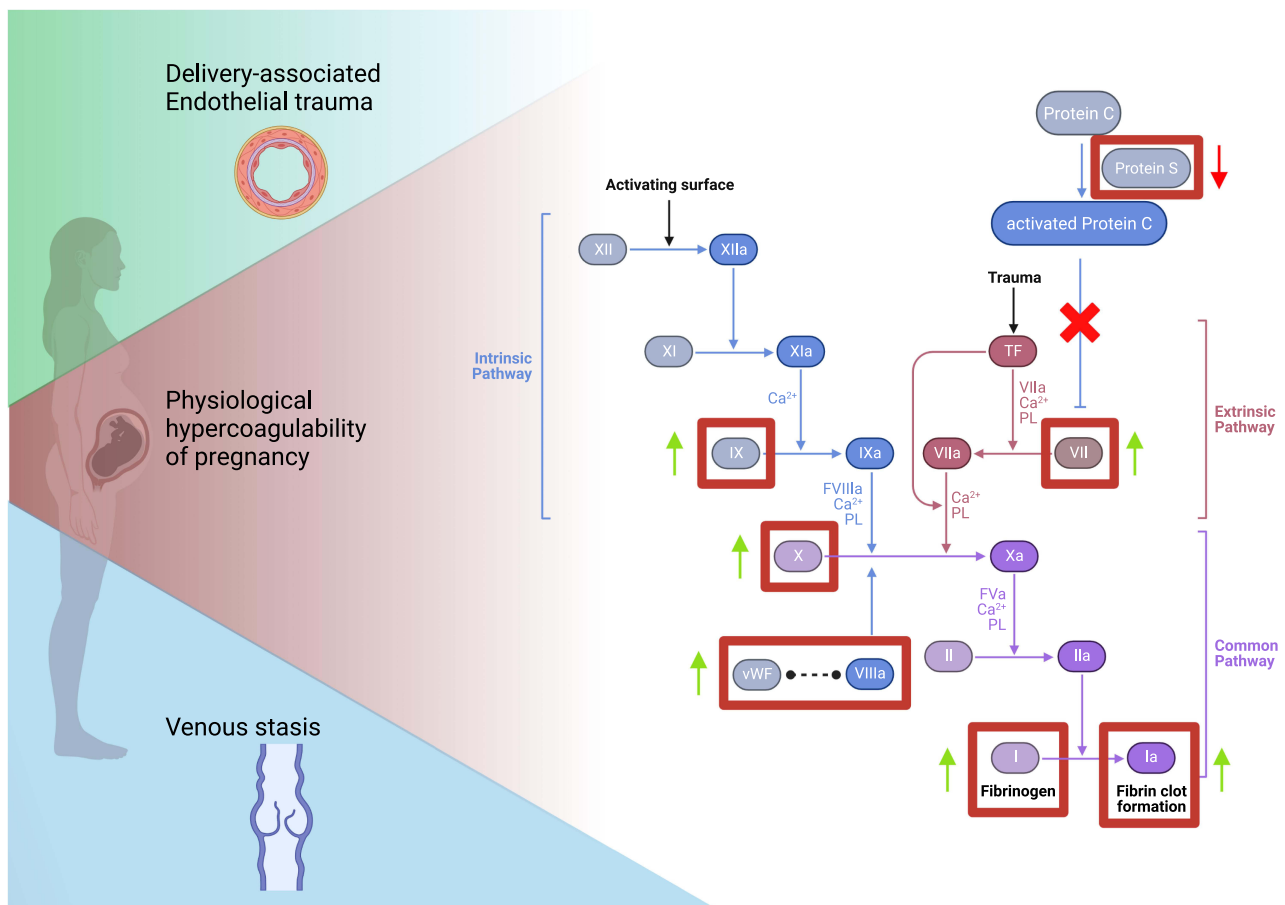 Delivery-associated
Endothelial trauma
Physiological
hypercoagulability
of pregnancy
Venous stasis
Protein C
Protein S
activated Protein C
Activating surface
XII
XIIa
Trauma
Intrinsic
Pathway
XI
XIa
TF
Ca²⁺
VIIa
Ca²⁺
PL
Extrinsic
Pathway
IX
IXa
VIIa
VII
FVIIIa
Ca²⁺
PL
Ca²⁺
PL
X
Xa
FVa
Ca²⁺
PL
Common
Pathway
II
IIa
vWF
VIIIa
I
Fibrinogen
Ia
Fibrin clot
formation